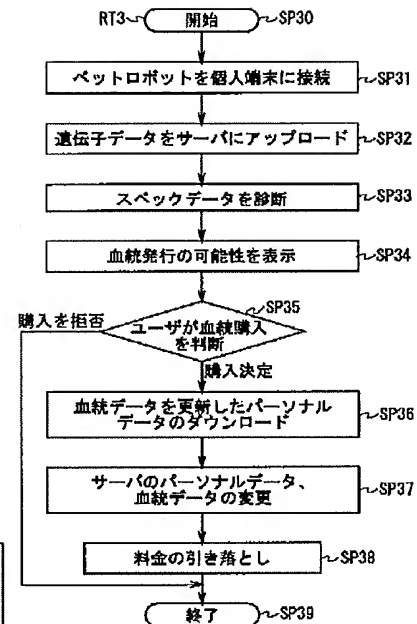 RT3 開始 SP30
ペットロボットを個人端末に接続 SP31
遺伝子データをサーバにアップロード SP32
スペックデータを診断 SP33
血統発行の可能性を表示 SP34
SP35
購入を拒否
ユーザが血統購入
を判断
購入決定
血統データを更新したパーソナル
データのダウンロード SP36
サーバのパーソナルデータ、
血統データの変更 SP37
料金の引き落とし SP38
終了 SP39